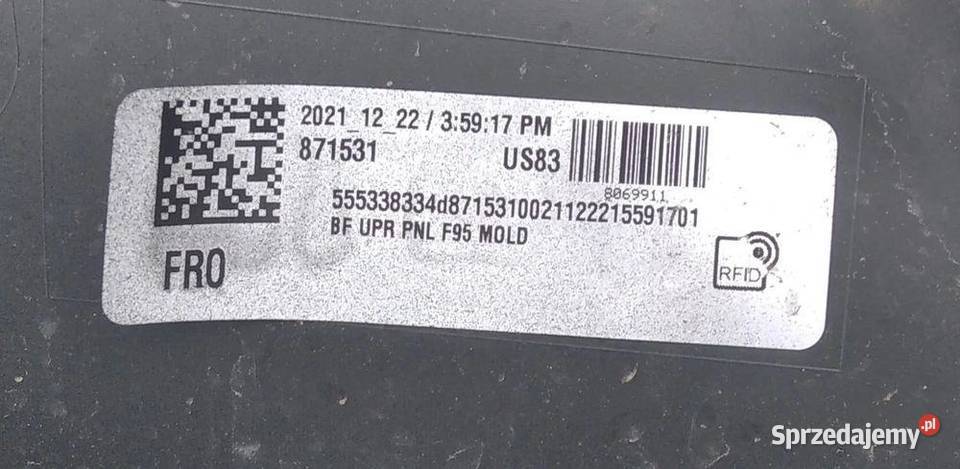 2021_12_22 / 3:59:17 PM
871531
US83
8069911
555338334d8715310021122215591701
BF UPR PNL F95 MOLD
FRO
RFID
Sprzedajemy.pl